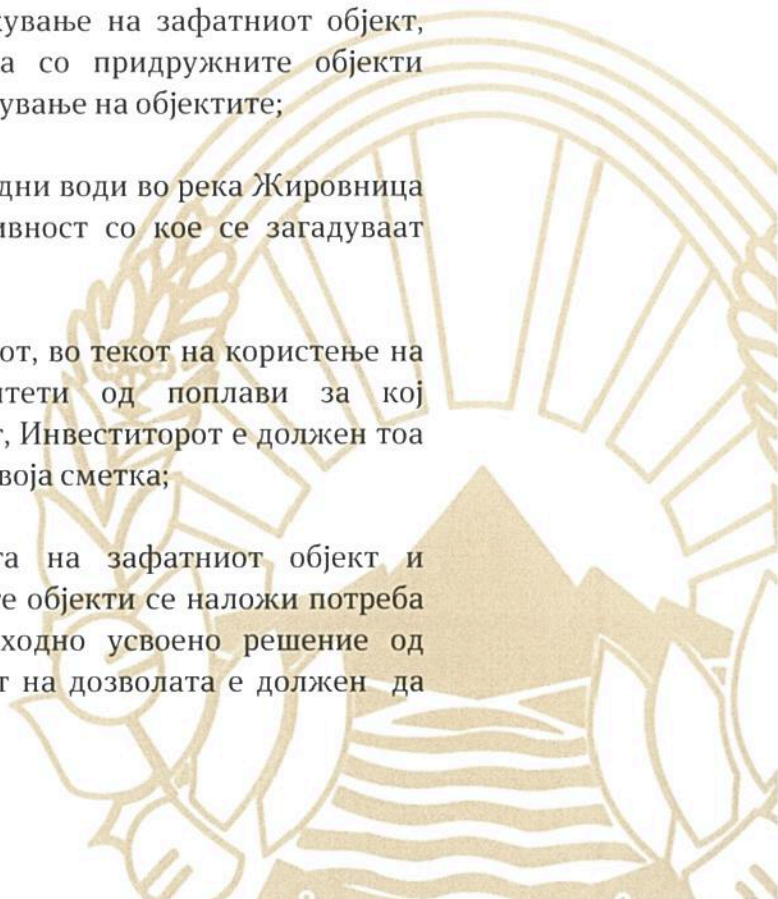 кување на зафатниот објект,
а со придружните објекти
ување на објектите;
дни води во река Жировница
ивност со кое се загадуваат
от, во текот на користење на
тети од поплави за кој
т, Инвеститорот е должен тоа
воја сметка;
та на зафатниот објект и
те објекти се наложи потреба
ходно усвоено решение од
т на дозволата е должен да